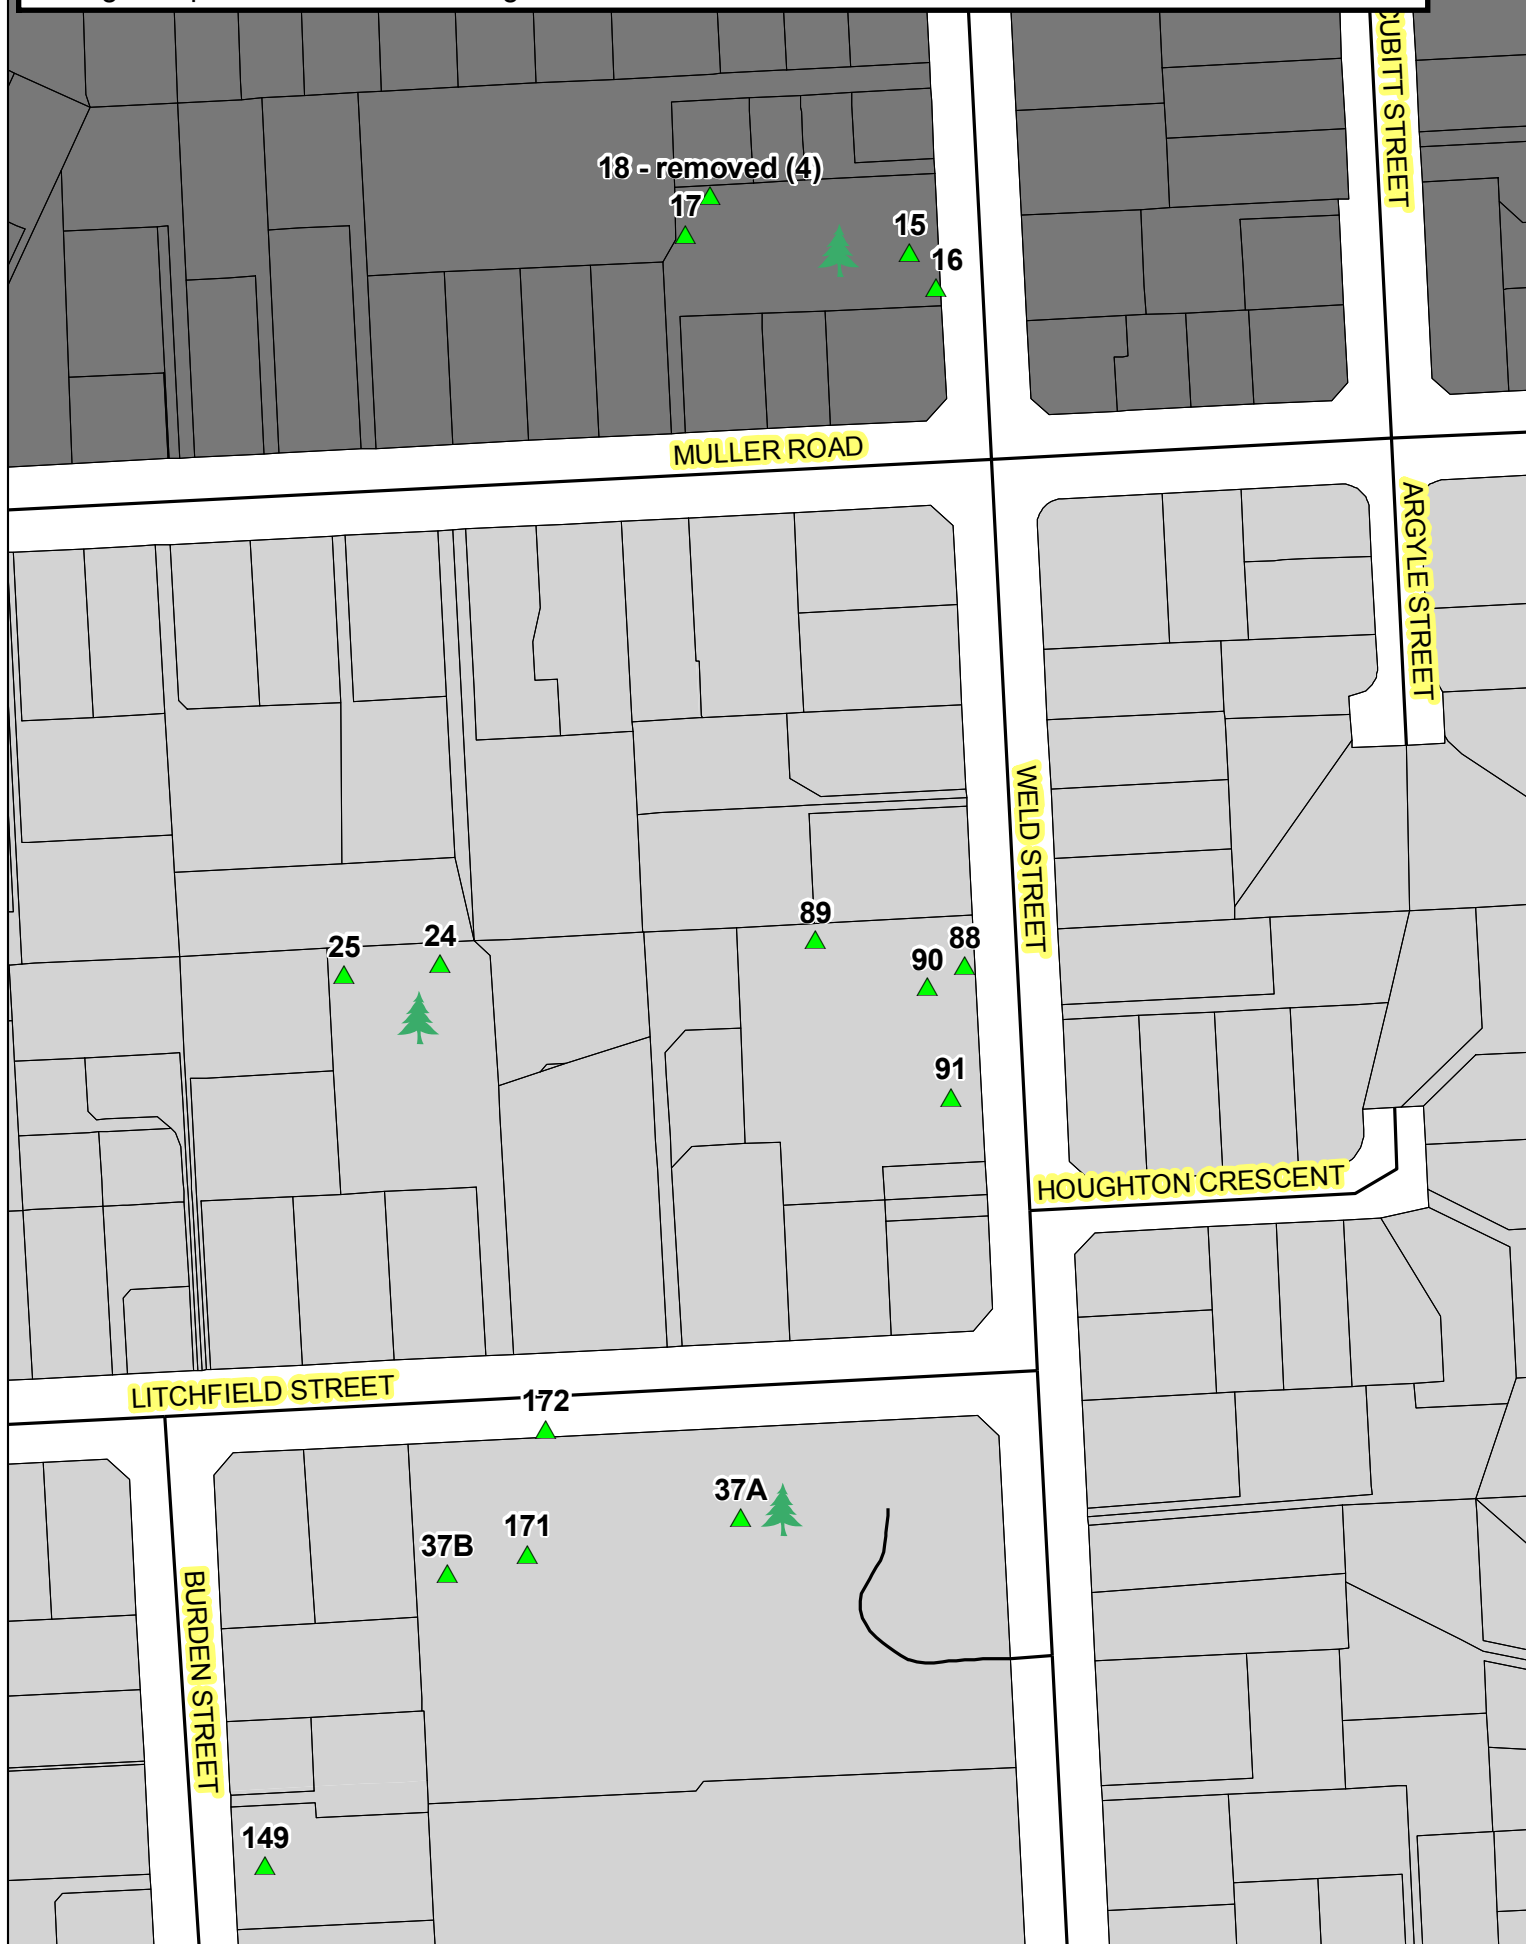 CUBITT STREET
18 - removed (4)
17
15
16
MULLER ROAD
ARGYLE STREET
WELD STREET
89
24
88
25
90
91
HOUGHTON CRESCENT
LITCHFIELD STREET
172
37A
171
37B
BURDEN STREET
149